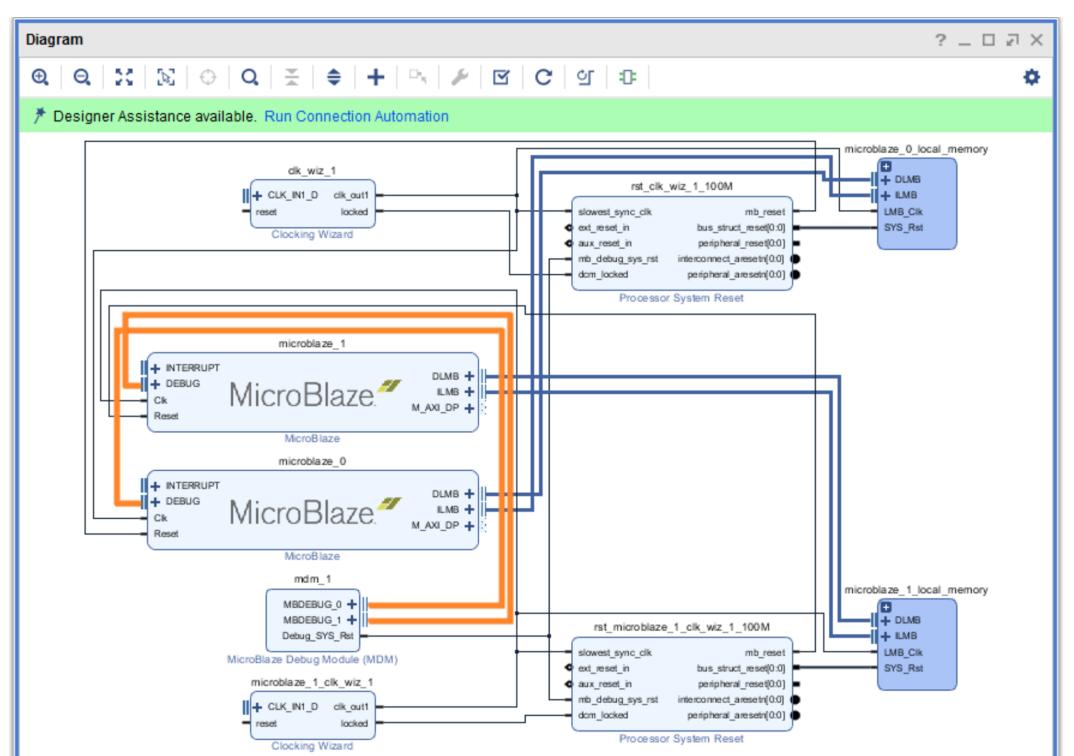 Diagram
Designer Assistance available. Run Connection Automation
microblaze_0_local_memory
DLMB
ILMB
LMB_Clk
SYS_Rst
clk_wiz_1
CLK_IN1_D clk_out1
reset locked
Clocking Wizard
rst_clk_wiz_1_100M
slowest_sync_clk mb_reset
ext_reset_in bus_struct_reset[0:0]
aux_reset_in peripheral_reset[0:0]
mb_debug_sys_rst interconnect_aresetn[0:0]
dcm_locked peripheral_aresetn[0:0]
Processor System Reset
microblaze_1
INTERRUPT
DEBUG
Clk
Reset
MicroBlaze
DLMB
ILMB
M_AXI_DP
MicroBlaze
microblaze_0
INTERRUPT
DEBUG
Clk
Reset
MicroBlaze
DLMB
ILMB
M_AXI_DP
MicroBlaze
mdm_1
MBDEBUG_0
MBDEBUG_1
Debug_SYS_Rst
MicroBlaze Debug Module (MDM)
microblaze_1_local_memory
DLMB
ILMB
LMB_Clk
SYS_Rst
rst_microblaze_1_clk_wiz_1_100M
slowest_sync_clk mb_reset
ext_reset_in bus_struct_reset[0:0]
aux_reset_in peripheral_reset[0:0]
mb_debug_sys_rst interconnect_aresetn[0:0]
dcm_locked peripheral_aresetn[0:0]
Processor System Reset
microblaze_1_clk_wiz_1
CLK_IN1_D clk_out1
reset locked
Clocking Wizard